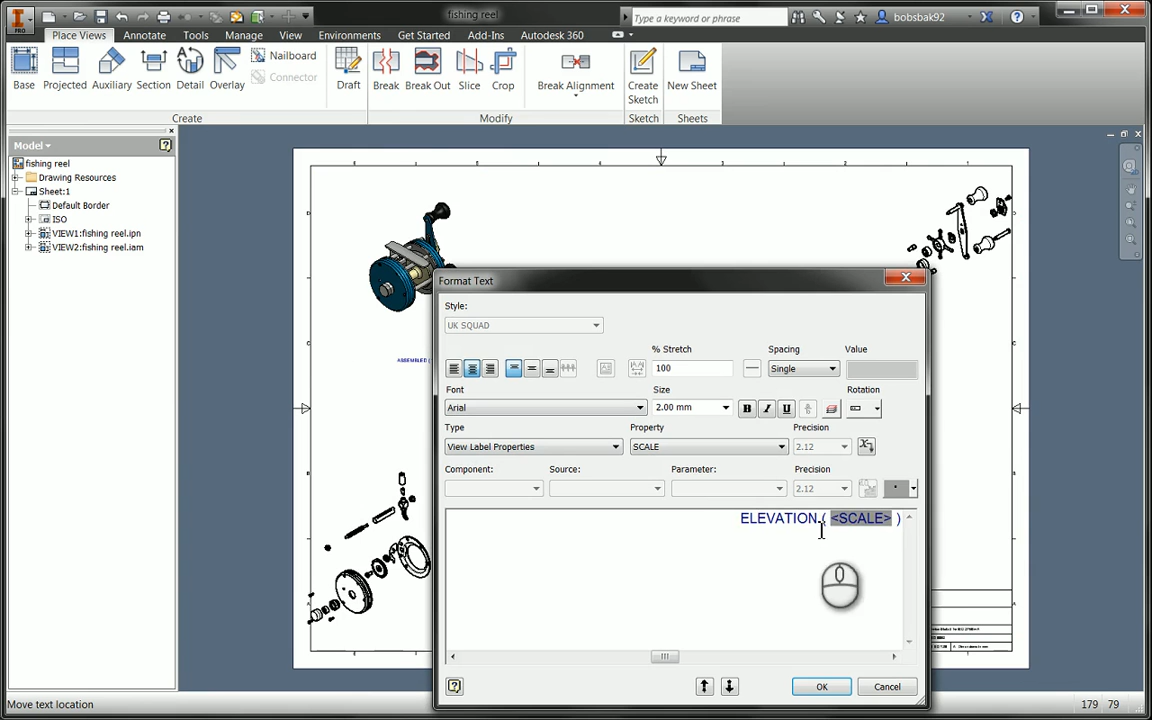 fishing reel
Type a keyword or phrase
bobsbak92
PRO
Place Views Annotate Tools Manage View Environments Get Started Add-Ins Autodesk 360
Nailboard
Connector
Base Projected Auxiliary Section Detail Overlay Draft Break Break Out Slice Crop Break Alignment Create Sketch New Sheet
Create Modify Sketch Sheets
Model
fishing reel
Drawing Resources
Sheet:1
Default Border
ISO
VIEW1:fishing reel.ipn
VIEW2:fishing reel.iam
Format Text
Style:
UK SQUAD
% Stretch Spacing Value
100 Single
Font Size Rotation
Arial 2.00 mm B I U
Type Property Precision
View Label Properties SCALE 2.12
Component: Source: Parameter: Precision
2.12
ELEVATION ( <SCALE> )
OK Cancel
Move text location
179 79